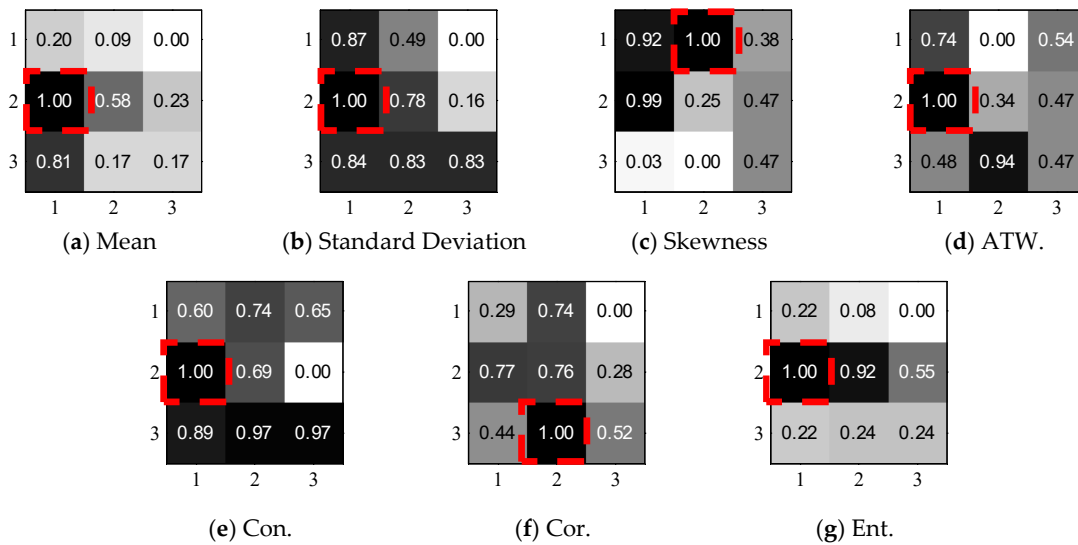 1 0.20 0.09 0.00
2 1.00 0.58 0.23
3 0.81 0.17 0.17
1 2 3
(a) Mean
1 0.87 0.49 0.00
2 1.00 0.78 0.16
3 0.84 0.83 0.83
1 2 3
(b) Standard Deviation
1 0.92 1.00 0.38
2 0.99 0.25 0.47
3 0.03 0.00 0.47
1 2 3
(c) Skewness
1 0.74 0.00 0.54
2 1.00 0.34 0.47
3 0.48 0.94 0.47
1 2 3
(d) ATW.
1 0.60 0.74 0.65
2 1.00 0.69 0.00
3 0.89 0.97 0.97
1 2 3
(e) Con.
1 0.29 0.74 0.00
2 0.77 0.76 0.28
3 0.44 1.00 0.52
1 2 3
(f) Cor.
1 0.22 0.08 0.00
2 1.00 0.92 0.55
3 0.22 0.24 0.24
1 2 3
(g) Ent.